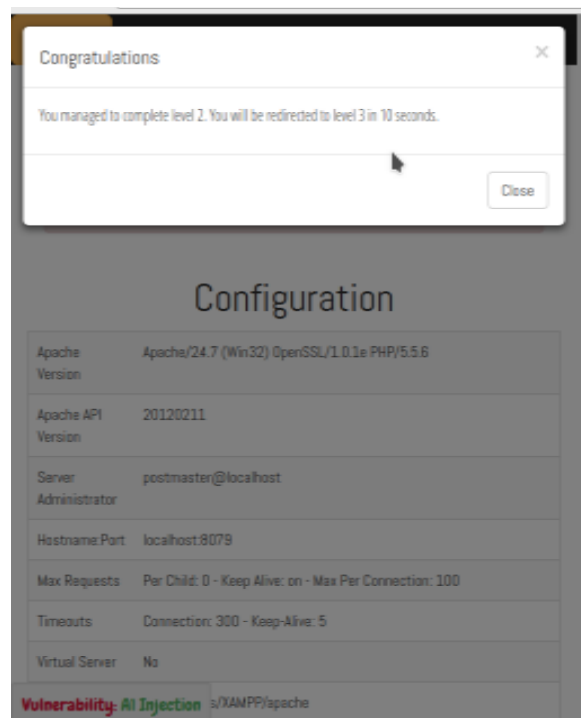 Congratulations ×
You managed to complete level 2. You will be redirected to level 3 in 10 seconds.
Close
Configuration
Apache Version Apache/24.7 (Win32) OpenSSL/1.0.1e PHP/5.5.6
Apache API Version 20120211
Server Administrator postmaster@localhost
Hostname:Port localhost:8079
Max Requests Per Child: 0 - Keep Alive: on - Max Per Connection: 100
Timeouts Connection: 300 - Keep-Alive: 5
Virtual Server No
Vulnerability: AI Injection s/XAMPP/apache